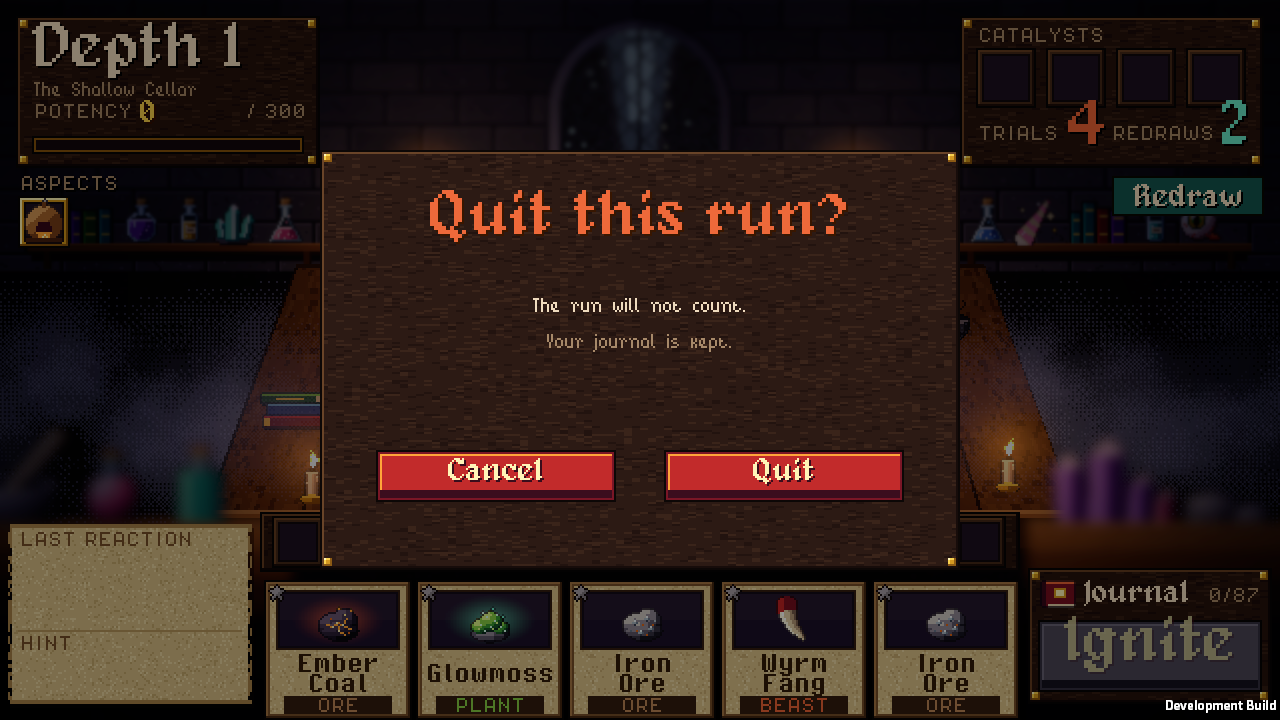 Depth 1
The Shallow Cellar
POTENCY 0 / 300
ASPECTS
CATALYSTS
TRIALS 4 REDRAWS 2
Redraw
Quit this run?
The run will not count.
Your journal is kept.
Cancel
Quit
LAST REACTION
HINT
Ember
Coal
ORE
Glowmoss
PLANT
Iron
Ore
ORE
Wyrm
Fang
BEAST
Iron
Ore
ORE
Journal 0/87
Ignite
Development Build